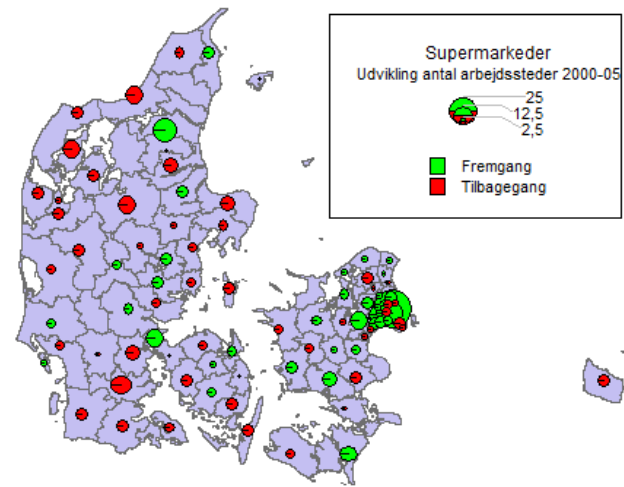 Supermarkeder
Udvikling antal arbejdssteder 2000-05
25
12,5
2,5
Fremgang
Tilbagegang